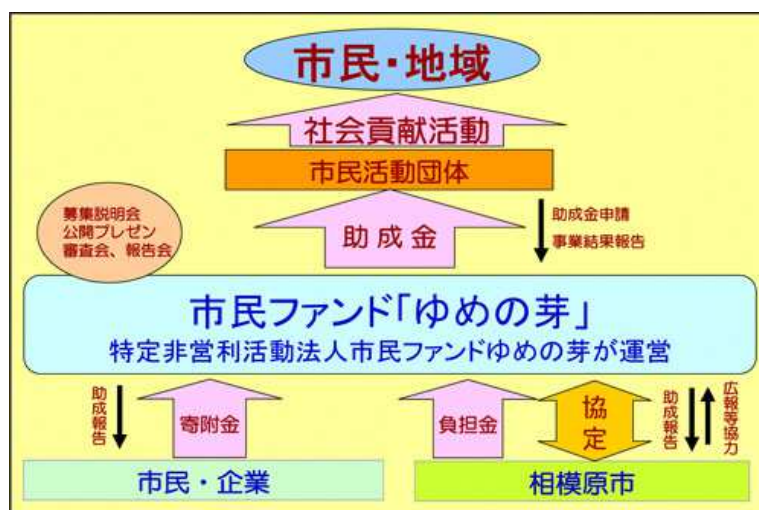 市民・地域
社会貢献活動
市民活動団体
募集説明会
公開プレゼン
審査会、報告会
助成金
助成金申請
事業結果報告
市民ファンド「ゆめの芽」
特定非営利活動法人市民ファンドゆめの芽が運営
助成報告
寄附金
負担金
協定
助成報告
広報等協力
市民・企業
相模原市